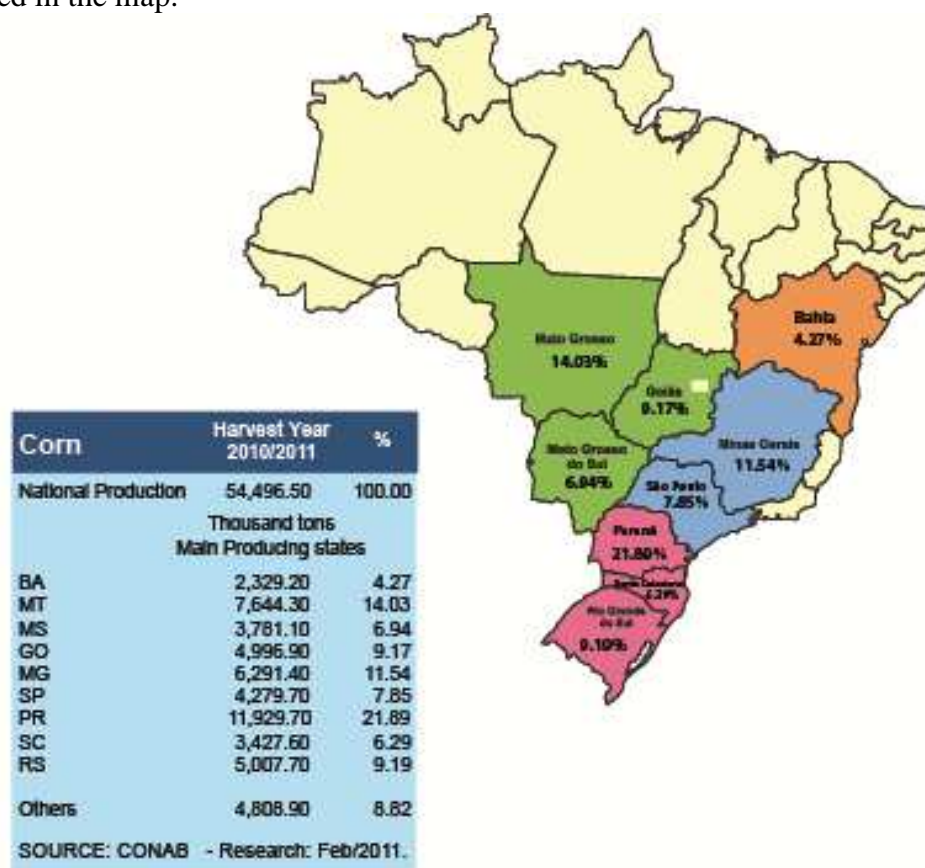 ed in the map.
Bahia
4.27%
Mato Grosso
14.03%
Goiás
9.17%
Mato Grosso
do Sul
6.94%
Minas Gerais
11.54%
São Paulo
7.85%
Paraná
21.89%
Santa Catarina
6.29%
Rio Grande
do Sul
9.19%
Corn
Harvest Year
2010/2011
%
National Production 54,496.50 100.00
Thousand tons
Main Producing states
BA 2,329.20 4.27
MT 7,644.30 14.03
MS 3,781.10 6.94
GO 4,996.90 9.17
MG 6,291.40 11.54
SP 4,279.70 7.85
PR 11,929.70 21.89
SC 3,427.60 6.29
RS 5,007.70 9.19
Others 4,808.90 8.82
SOURCE: CONAB - Research: Feb/2011.